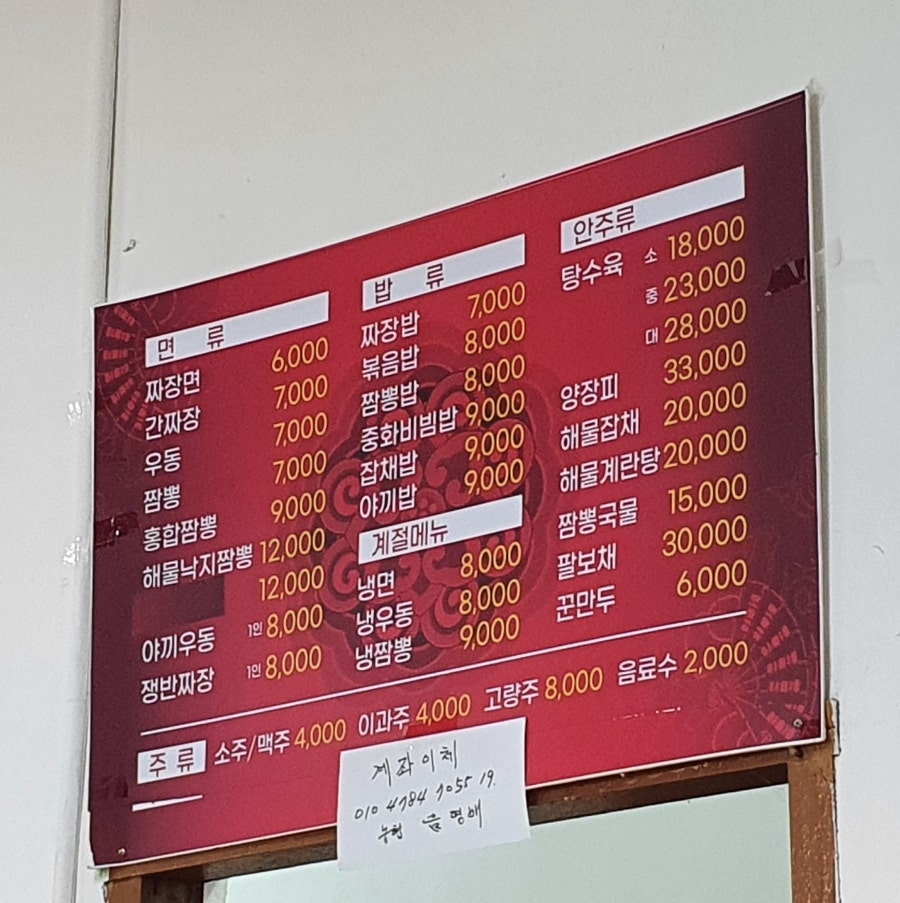 면 류
짜장면 6,000
간짜장 7,000
우동 7,000
짬뽕 7,000
홍합짬뽕 9,000
해물낙지짬뽕 12,000
12,000
야끼우동 1인 8,000
쟁반짜장 1인 8,000
밥 류
짜장밥 7,000
볶음밥 8,000
짬뽕밥 8,000
중화비빔밥 9,000
잡채밥 9,000
야끼밥 9,000
계절메뉴
냉면 8,000
냉우동 8,000
냉짬뽕 9,000
안주류
탕수육 소 18,000
중 23,000
대 28,000
양장피 33,000
해물잡채 20,000
해물계란탕 20,000
짬뽕국물 15,000
팔보채 30,000
꾼만두 6,000
주 류 소주/맥주 4,000 이과주 4,000 고량주 8,000 음료수 2,000
계좌이체
010 4784 7055 19
농협